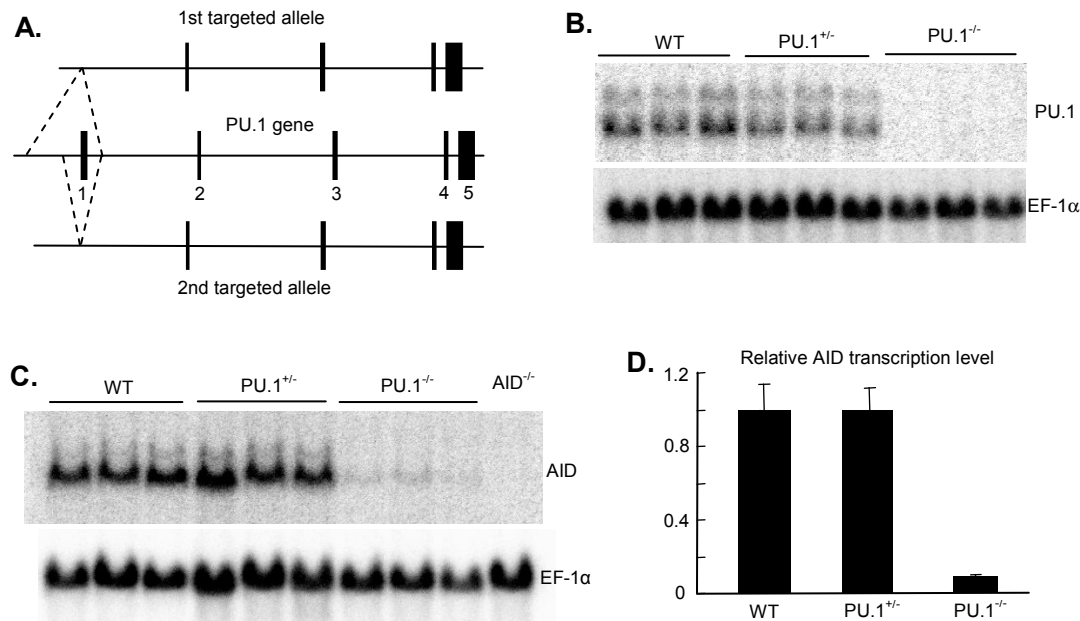 A.
1st targeted allele
PU.1 gene
1 2 3 4 5
2nd targeted allele
B.
WT PU.1+/- PU.1-/-
PU.1
EF-1α
C.
WT PU.1+/- PU.1-/- AID-/-
AID
EF-1α
D.
Relative AID transcription level
1.2
0.8
0.4
0
WT PU.1+/- PU.1-/-